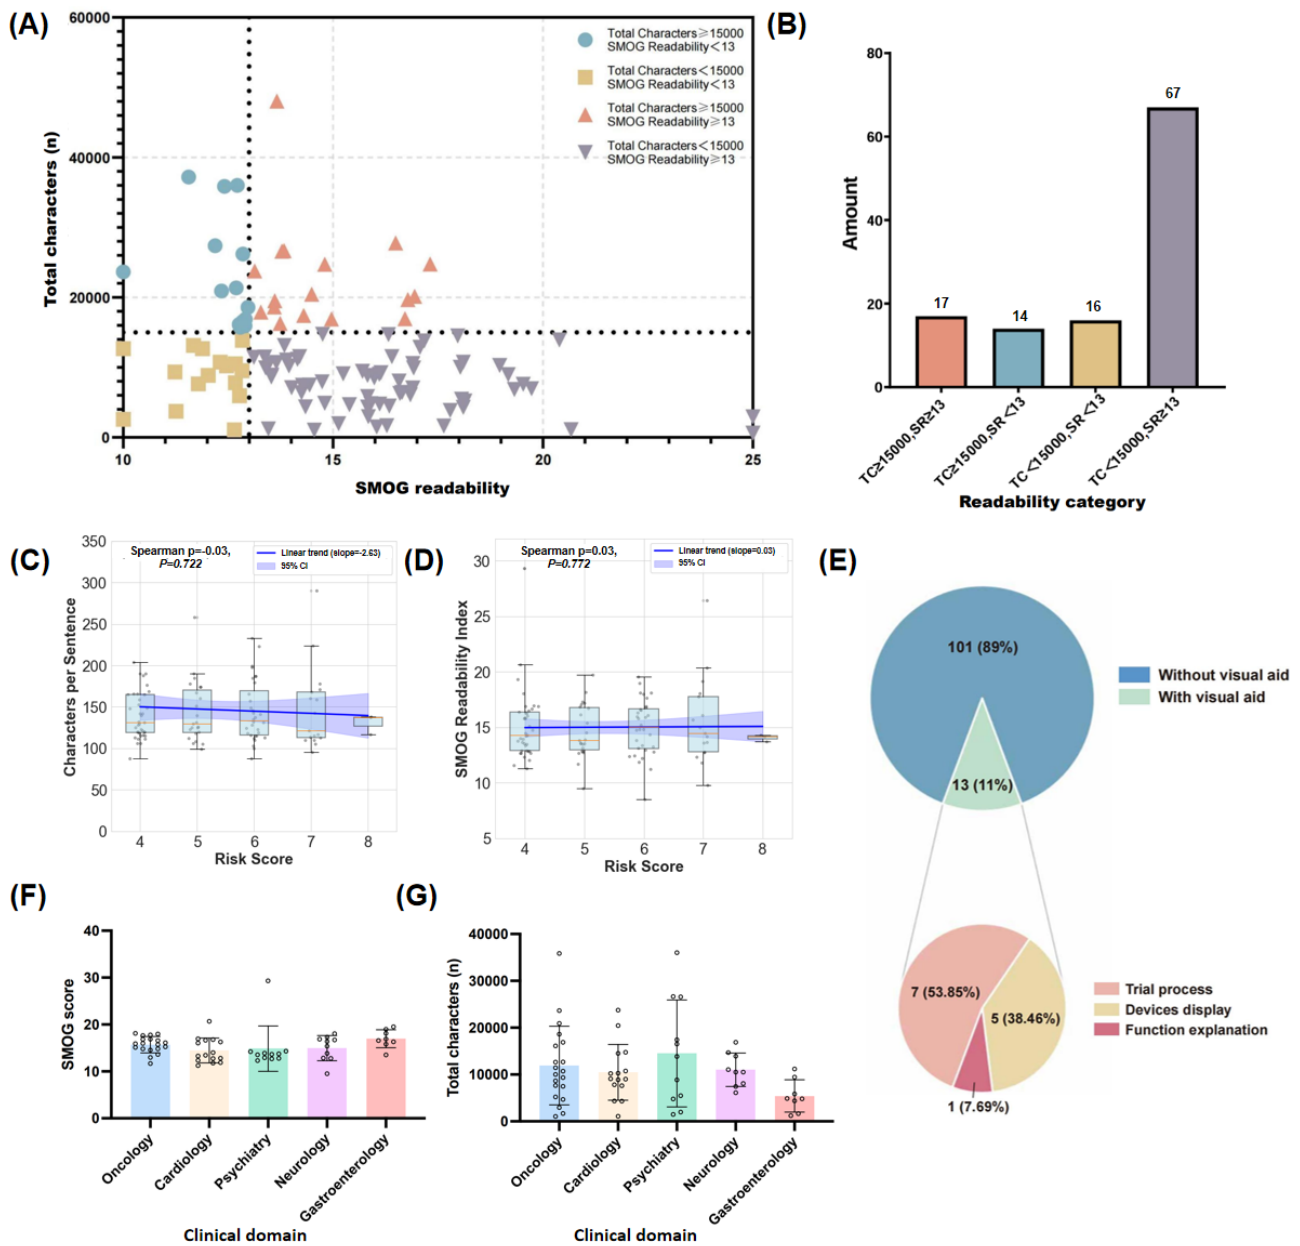 (A)
60000
40000
20000
0
Total characters (n)
10
15
20
25
SMOG readability
Total Characters≥15000
SMOG Readability<13
Total Characters<15000
SMOG Readability<13
Total Characters≥15000
SMOG Readability≥13
Total Characters<15000
SMOG Readability≥13
(B)
80
60
40
20
0
Amount
17
14
16
67
TC≥15000,SR≥13
TC≥15000,SR<13
TC<15000,SR<13
TC<15000,SR≥13
Readability category
(C)
Spearman p=-0.03,
P=0.722
Linear trend (slope=-2.63)
95% CI
350
300
250
200
150
100
50
0
Characters per Sentence
4
5
6
7
8
Risk Score
(D)
Spearman p=0.03,
P=0.772
Linear trend (slope=0.03)
95% CI
30
25
20
15
10
5
SMOG Readability Index
4
5
6
7
8
Risk Score
(E)
101 (89%)
13 (11%)
Without visual aid
With visual aid
7 (53.85%)
5 (38.46%)
1 (7.69%)
Trial process
Devices display
Function explanation
(F)
40
30
20
10
0
SMOG score
Oncology
Cardiology
Psychiatry
Neurology
Gastroenterology
Clinical domain
(G)
40000
30000
20000
10000
0
Total characters (n)
Oncology
Cardiology
Psychiatry
Neurology
Gastroenterology
Clinical domain